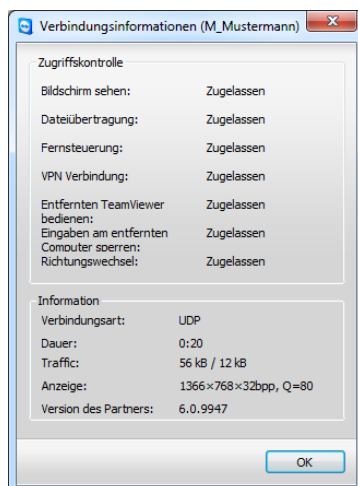 Verbindungsinformationen (M_Mustermann)
Zugriffskontrolle
Bildschirm sehen: Zugelassen
Dateiübertragung: Zugelassen
Fernsteuerung: Zugelassen
VPN Verbindung: Zugelassen
Entfernten TeamViewer Zugelassen
bedienen:
Eingaben am entfernten Zugelassen
Computer sperren:
Richtungswechsel: Zugelassen
Information
Verbindungsart: UDP
Dauer: 0:20
Traffic: 56 kB / 12 kB
Anzeige: 1366×768×32bpp, Q=80
Version des Partners: 6.0.9947
OK